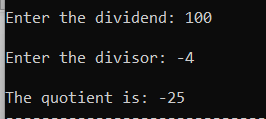 Enter the dividend: 100
Enter the divisor: -4
The quotient is: -25
--------------------------------